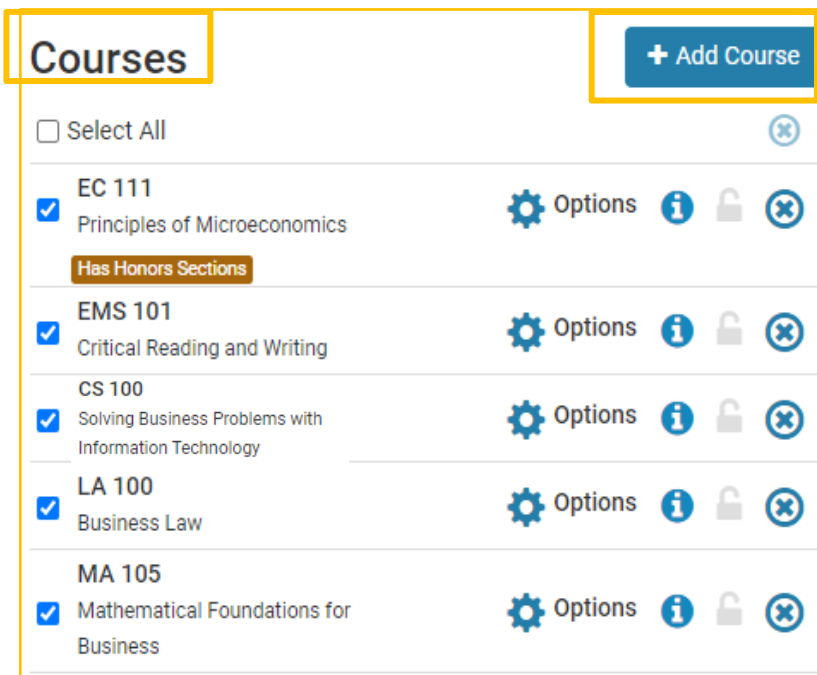 Courses
+ Add Course
Select All
EC 111
Principles of Microeconomics
Options
Has Honors Sections
EMS 101
Critical Reading and Writing
Options
CS 100
Solving Business Problems with
Information Technology
Options
LA 100
Business Law
Options
MA 105
Mathematical Foundations for
Business
Options